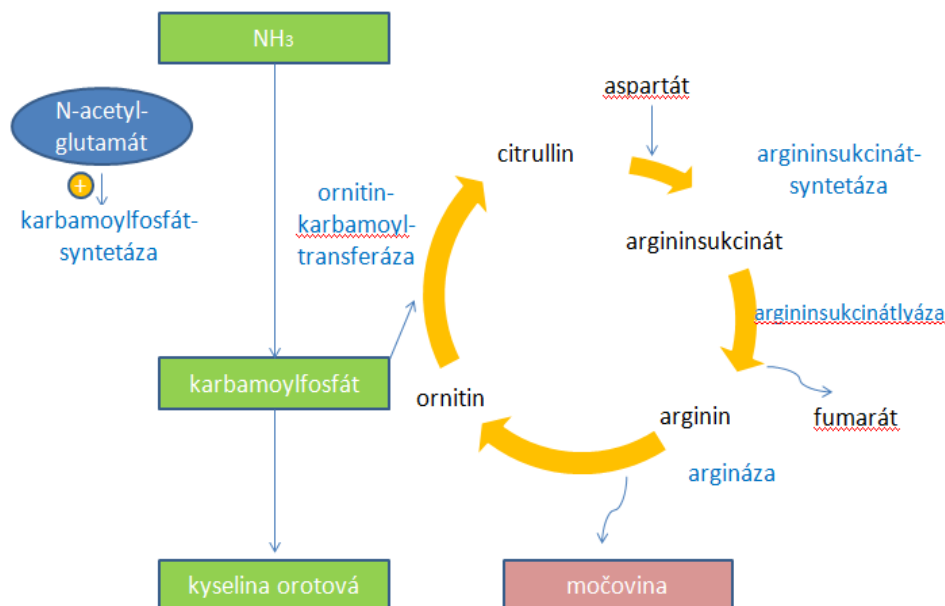 NH₃
N-acetyl-
glutamát
+
karbamoylfosfát-
syntetáza
ornitin-
karbamoyl-
transferáza
aspartát
citrullin
argininsukcinát-
syntetáza
argininsukcinát
argininsukcinátlyáza
karbamoylfosfát
ornitin
arginin
fumarát
argináza
kyselina orotová
močovina